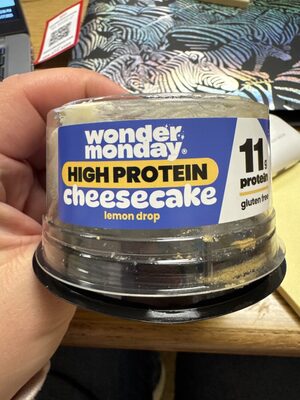 wonder
monday®
HIGH PROTEIN
cheesecake
lemon drop
11g
protein
gluten free